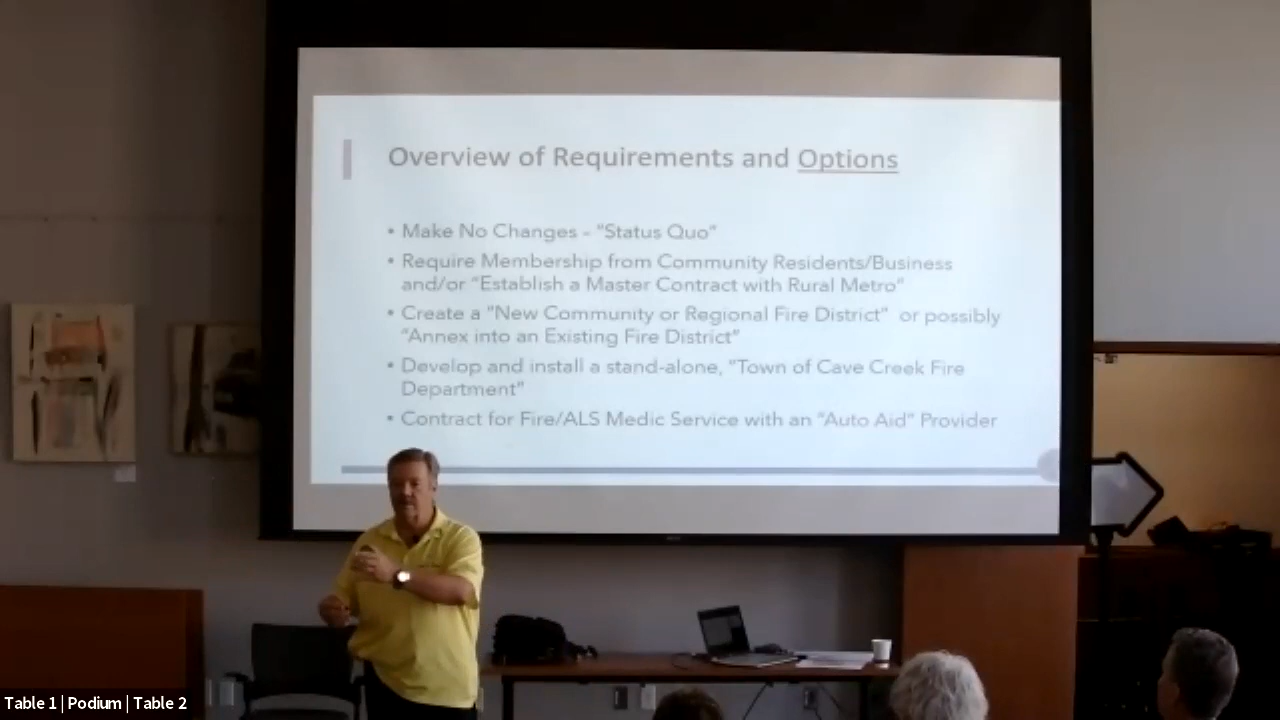 Overview of Requirements and Options
• Make No Changes - "Status Quo"
• Require Membership from Community Residents/Business
and/or "Establish a Master Contract with Rural Metro"
• Create a "New Community or Regional Fire District" or possibly
"Annex into an Existing Fire District"
• Develop and install a stand-alone, "Town of Cave Creek Fire
Department"
• Contract for Fire/ALS Medic Service with an "Auto Aid" Provider
Table 1 | Podium | Table 2